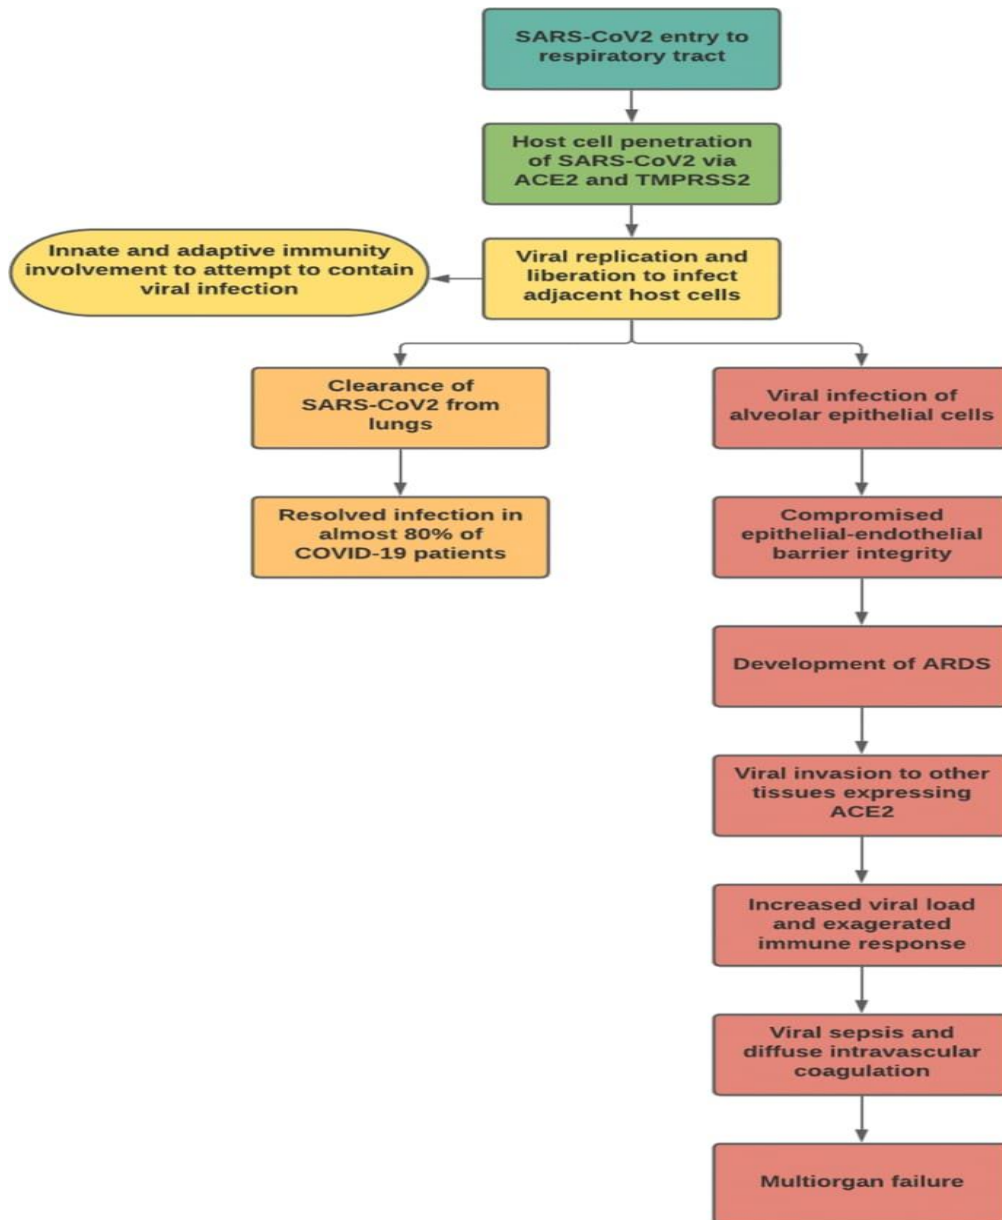 SARS-CoV2 entry to
respiratory tract
Host cell penetration
of SARS-CoV2 via
ACE2 and TMPRSS2
Innate and adaptive immunity
involvement to attempt to contain
viral infection
Viral replication and
liberation to infect
adjacent host cells
Clearance of
SARS-CoV2 from
lungs
Resolved infection in
almost 80% of
COVID-19 patients
Viral infection of
alveolar epithelial cells
Compromised
epithelial-endothelial
barrier integrity
Development of ARDS
Viral invasion to other
tissues expressing
ACE2
Increased viral load
and exagerated
immune response
Viral sepsis and
diffuse intravascular
coagulation
Multiorgan failure